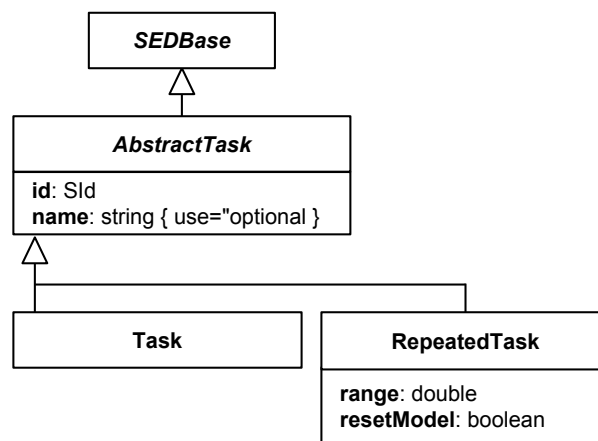 SEDBase
AbstractTask
id: SId
name: string { use="optional }
Task
RepeatedTask
range: double
resetModel: boolean